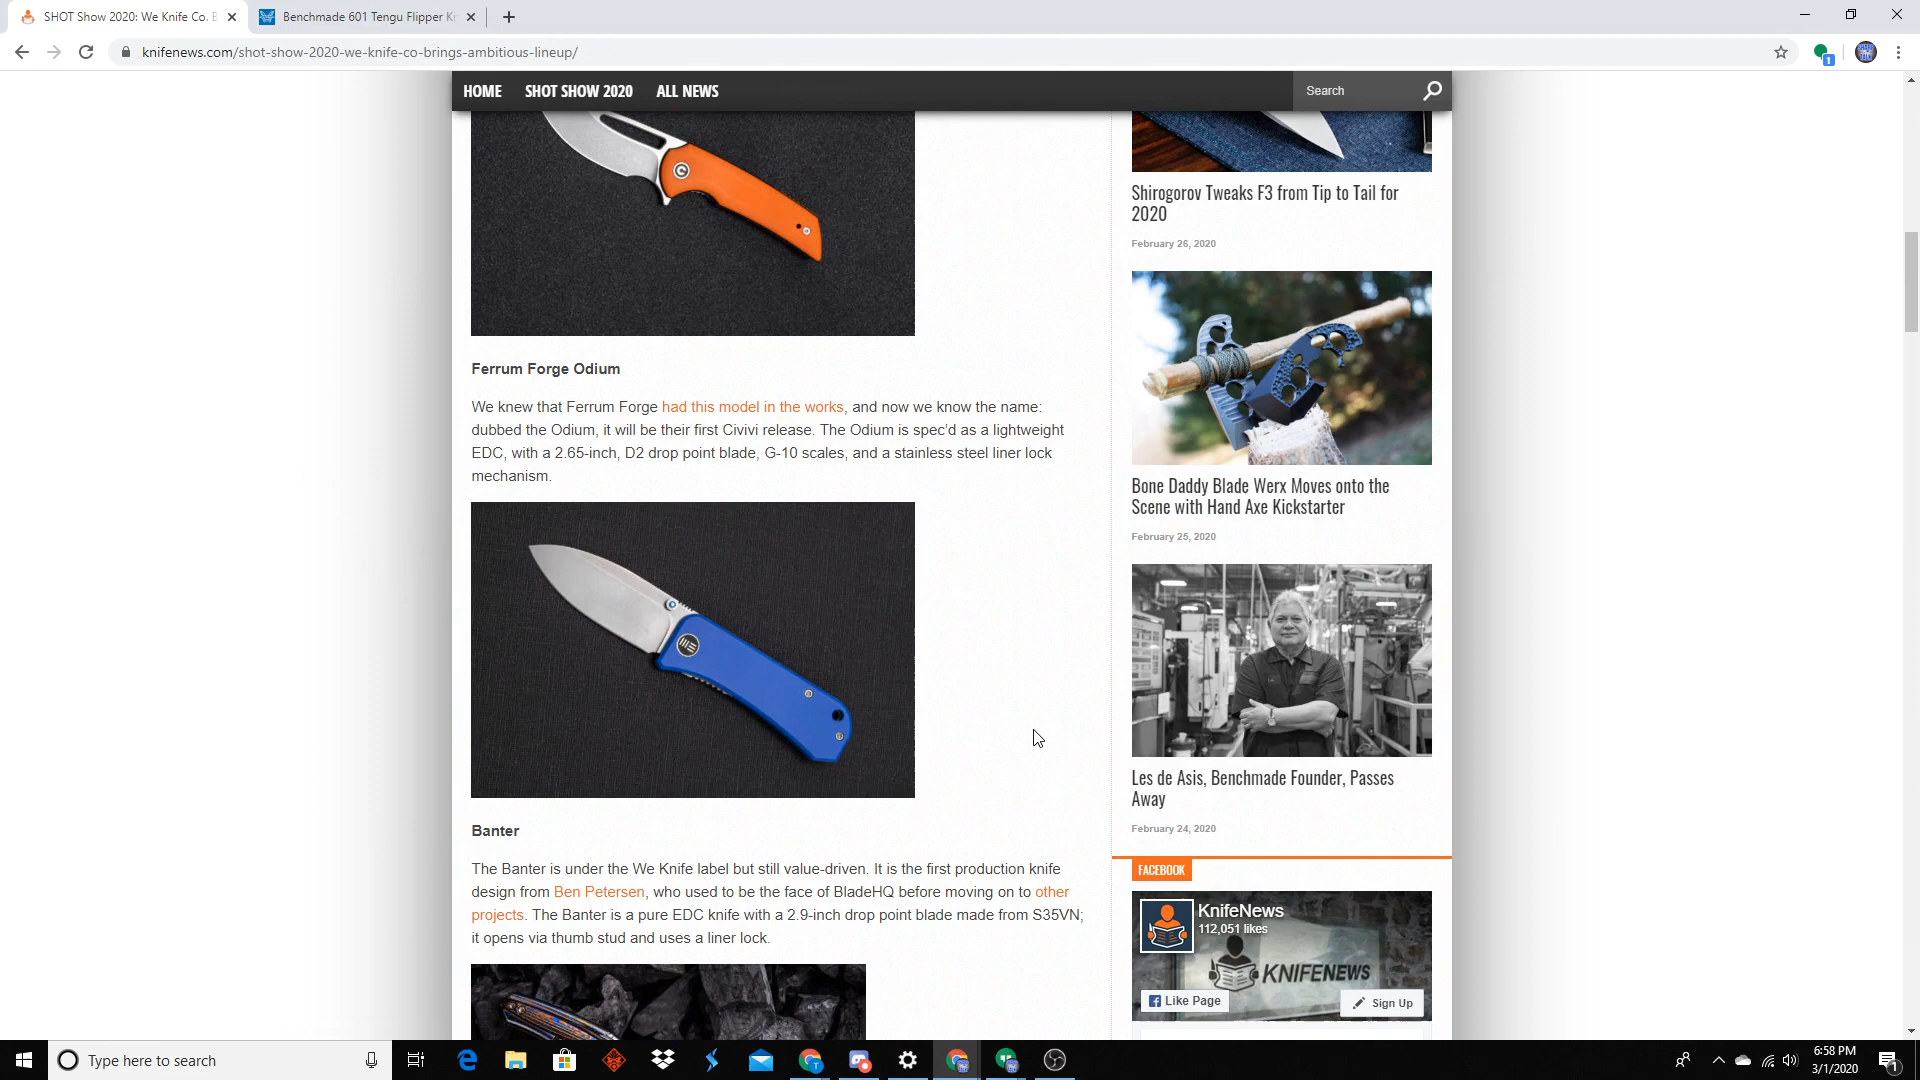 SHOT Show 2020: We Knife Co. B
Benchmade 601 Tengu Flipper Kn
knifenews.com/shot-show-2020-we-knife-co-brings-ambitious-lineup/
1
HOME SHOT SHOW 2020 ALL NEWS
Search
Ferrum Forge Odium
We knew that Ferrum Forge had this model in the works, and now we know the name:
dubbed the Odium, it will be their first Civivi release. The Odium is spec'd as a lightweight
EDC, with a 2.65-inch, D2 drop point blade, G-10 scales, and a stainless steel liner lock
mechanism.
Banter
The Banter is under the We Knife label but still value-driven. It is the first production knife
design from Ben Petersen, who used to be the face of BladeHQ before moving on to other
projects. The Banter is a pure EDC knife with a 2.9-inch drop point blade made from S35VN;
it opens via thumb stud and uses a liner lock.
Shirogorov Tweaks F3 from Tip to Tail for
2020
February 26, 2020
Bone Daddy Blade Werx Moves onto the
Scene with Hand Axe Kickstarter
February 25, 2020
Les de Asis, Benchmade Founder, Passes
Away
February 24, 2020
FACEBOOK
KnifeNews
112,051 likes
KNIFENEWS
Like Page
Sign Up
Type here to search
6:58 PM
3/1/2020
1